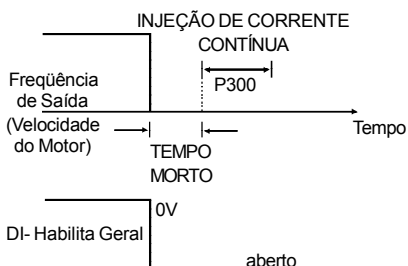 INJEÇÃO DE CORRENTE
CONTÍNUA
P300
Freqüência
de Saída
(Velocidade
do Motor)
Tempo
TEMPO
MORTO
0V
DI- Habilita Geral
aberto